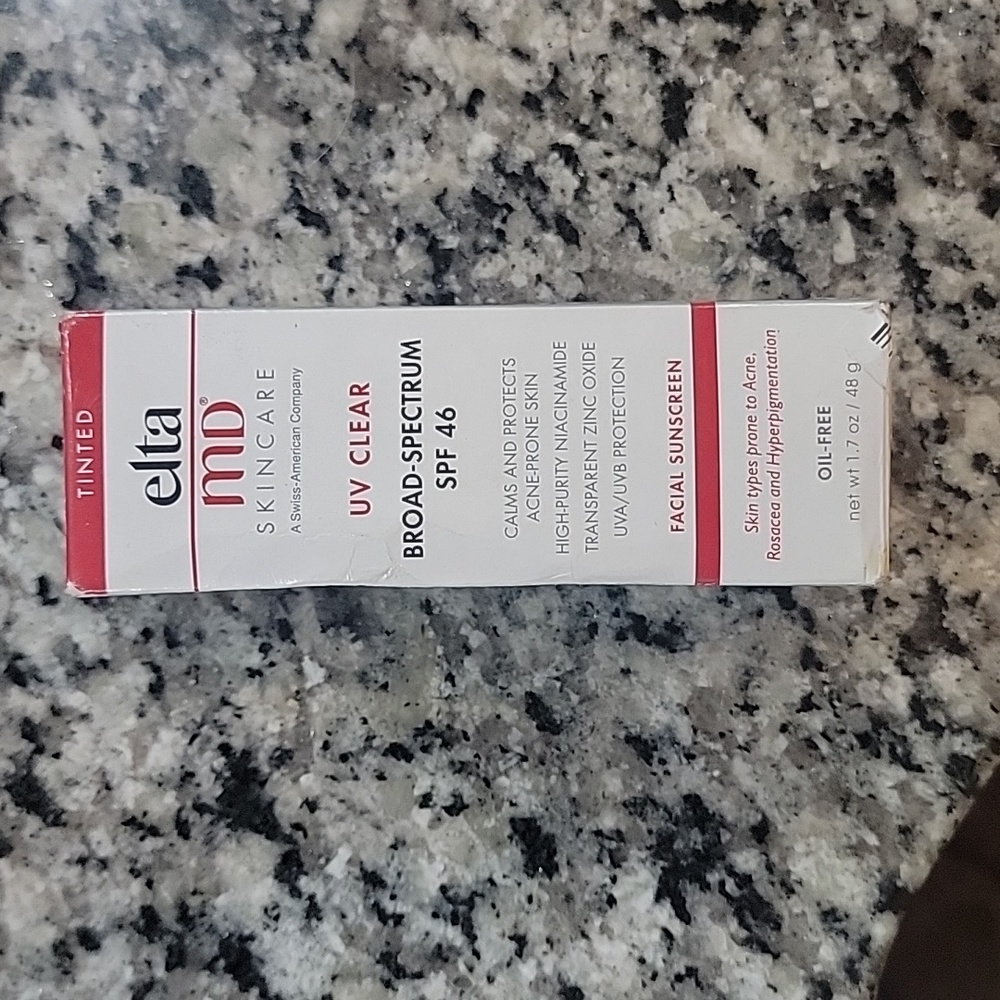 TINTED
elta
MD®
SKINCARE
A Swiss-American Company
UV CLEAR
BROAD-SPECTRUM
SPF 46
CALMS AND PROTECTS
ACNE-PRONE SKIN
HIGH-PURITY NIACINAMIDE
TRANSPARENT ZINC OXIDE
UVA/UVB PROTECTION
FACIAL SUNSCREEN
Skin types prone to Acne,
Rosacea and Hyperpigmentation
OIL-FREE
net wt 1.7 oz / 48 g